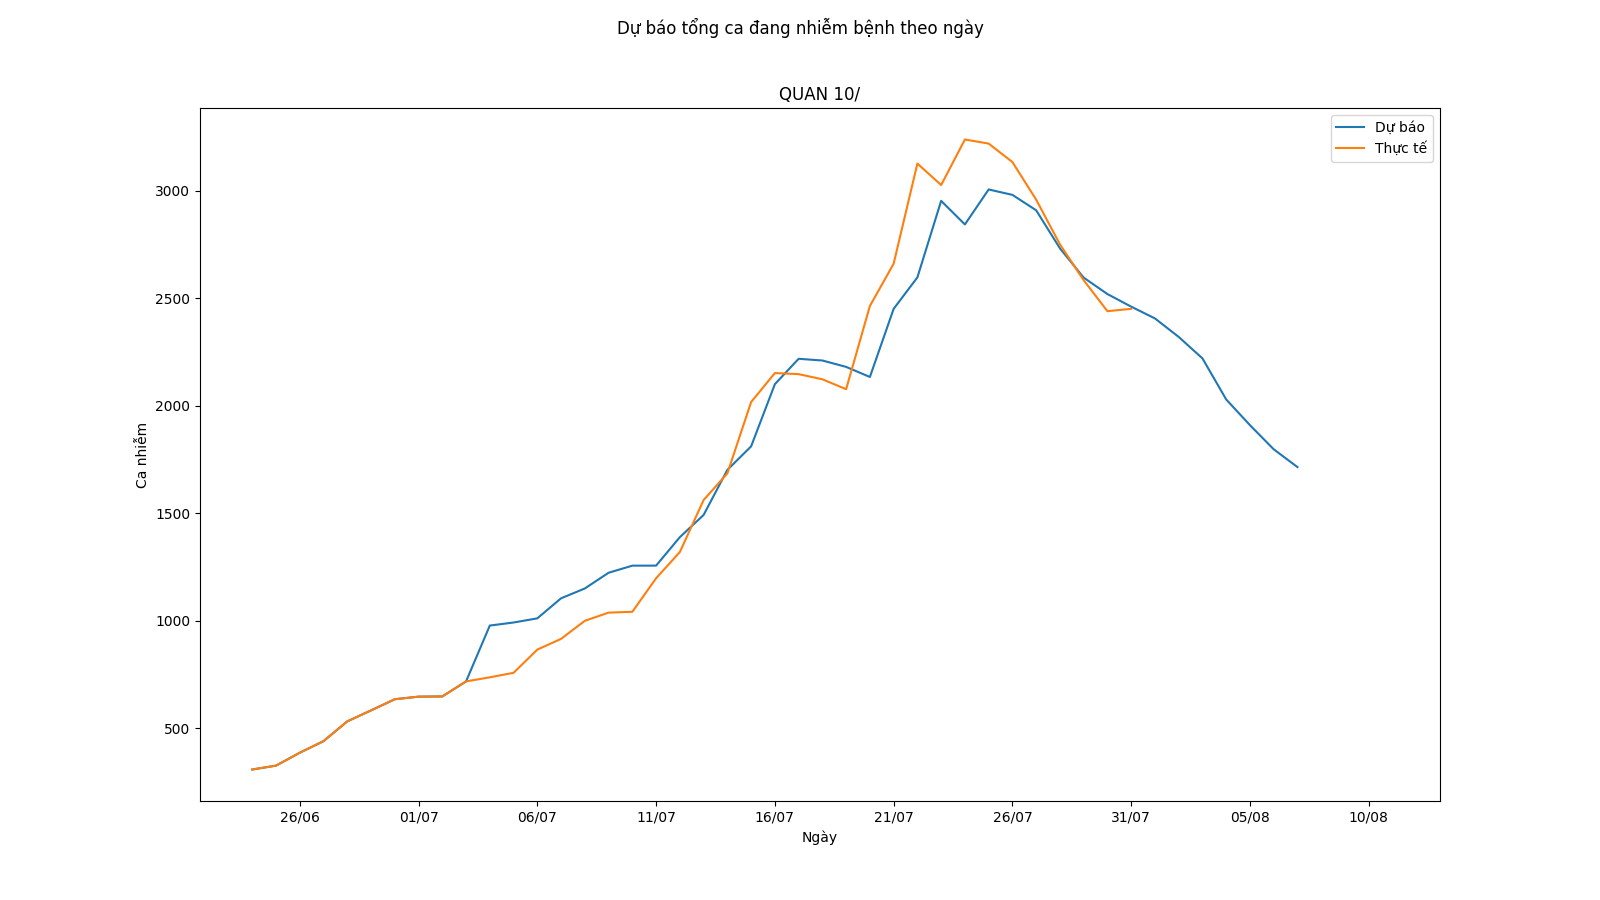 Dự báo tổng ca đang nhiễm bệnh theo ngày
QUAN 10/
Dự báo
Thực tế
3000
2500
2000
1500
1000
500
Ca nhiễm
26/06
01/07
06/07
11/07
16/07
21/07
26/07
31/07
05/08
10/08
Ngày